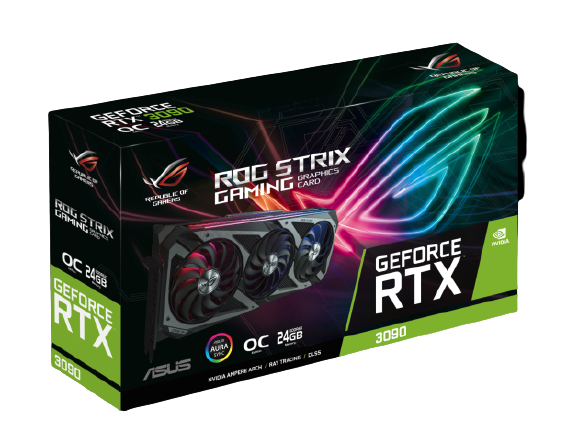 GEFORCE
RTX 3090
OC 24GB
REPUBLIC OF
GAMERS
ROG STRIX
GAMING
OC 24GB
GEFORCE
RTX
3090
REPUBLIC OF
GAMERS
ROG STRIX
GAMING GRAPHICS
CARD
REPUBLIC OF
GAMERS
NVIDIA
GEFORCE
RTX
3090
ASUS
ASUS
AURA
SYNC
OC
24GB
NVIDIA AMPERE ARCH / RAY TRACING / DLSS